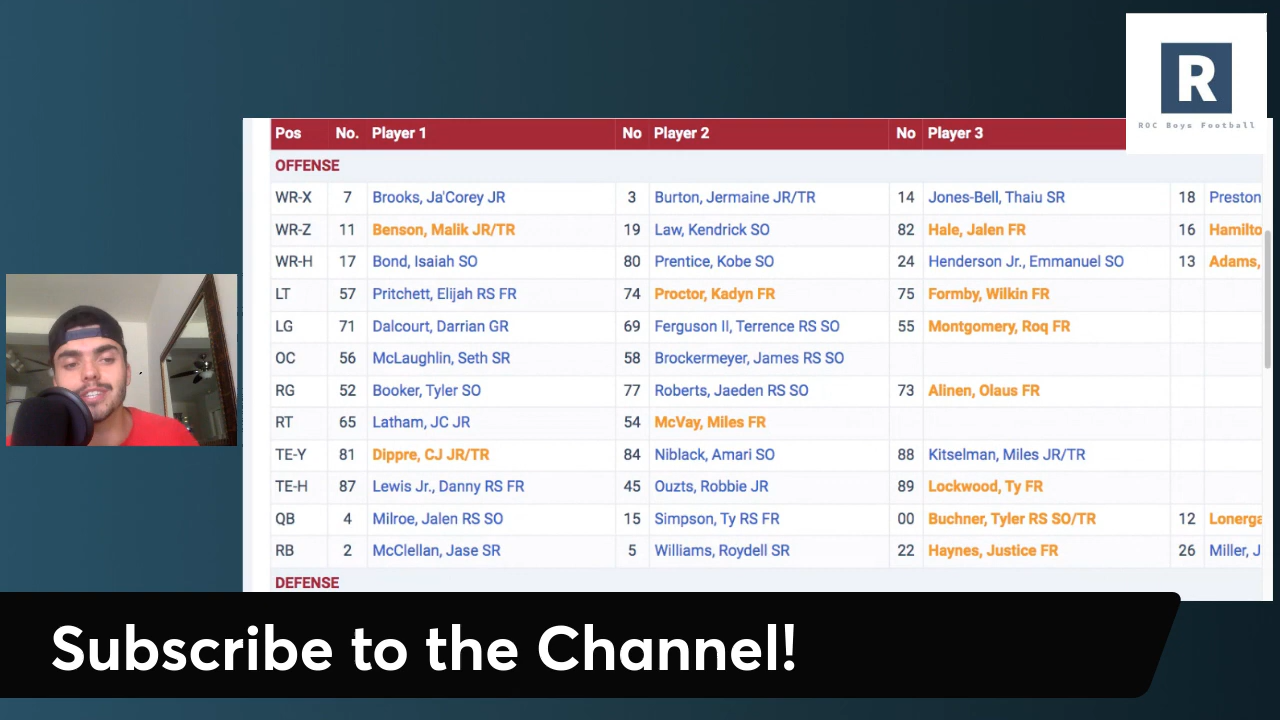 R
ROC Boys Football
Pos No. Player 1 No Player 2 No Player 3
OFFENSE
WR-X 7 Brooks, Ja'Corey JR 3 Burton, Jermaine JR/TR 14 Jones-Bell, Thaiu SR 18 Preston
WR-Z 11 Benson, Malik JR/TR 19 Law, Kendrick SO 82 Hale, Jalen FR 16 Hamilto
WR-H 17 Bond, Isaiah SO 80 Prentice, Kobe SO 24 Henderson Jr., Emmanuel SO 13 Adams,
LT 57 Pritchett, Elijah RS FR 74 Proctor, Kadyn FR 75 Formby, Wilkin FR
LG 71 Dalcourt, Darrian GR 69 Ferguson II, Terrence RS SO 55 Montgomery, Roq FR
OC 56 McLaughlin, Seth SR 58 Brockermeyer, James RS SO
RG 52 Booker, Tyler SO 77 Roberts, Jaeden RS SO 73 Alinen, Olaus FR
RT 65 Latham, JC JR 54 McVay, Miles FR
TE-Y 81 Dippre, CJ JR/TR 84 Niblack, Amari SO 88 Kitselman, Miles JR/TR
TE-H 87 Lewis Jr., Danny RS FR 45 Ouzts, Robbie JR 89 Lockwood, Ty FR
QB 4 Milroe, Jalen RS SO 15 Simpson, Ty RS FR 00 Buchner, Tyler RS SO/TR 12 Lonerga
RB 2 McClellan, Jase SR 5 Williams, Roydell SR 22 Haynes, Justice FR 26 Miller, J
DEFENSE
Subscribe to the Channel!